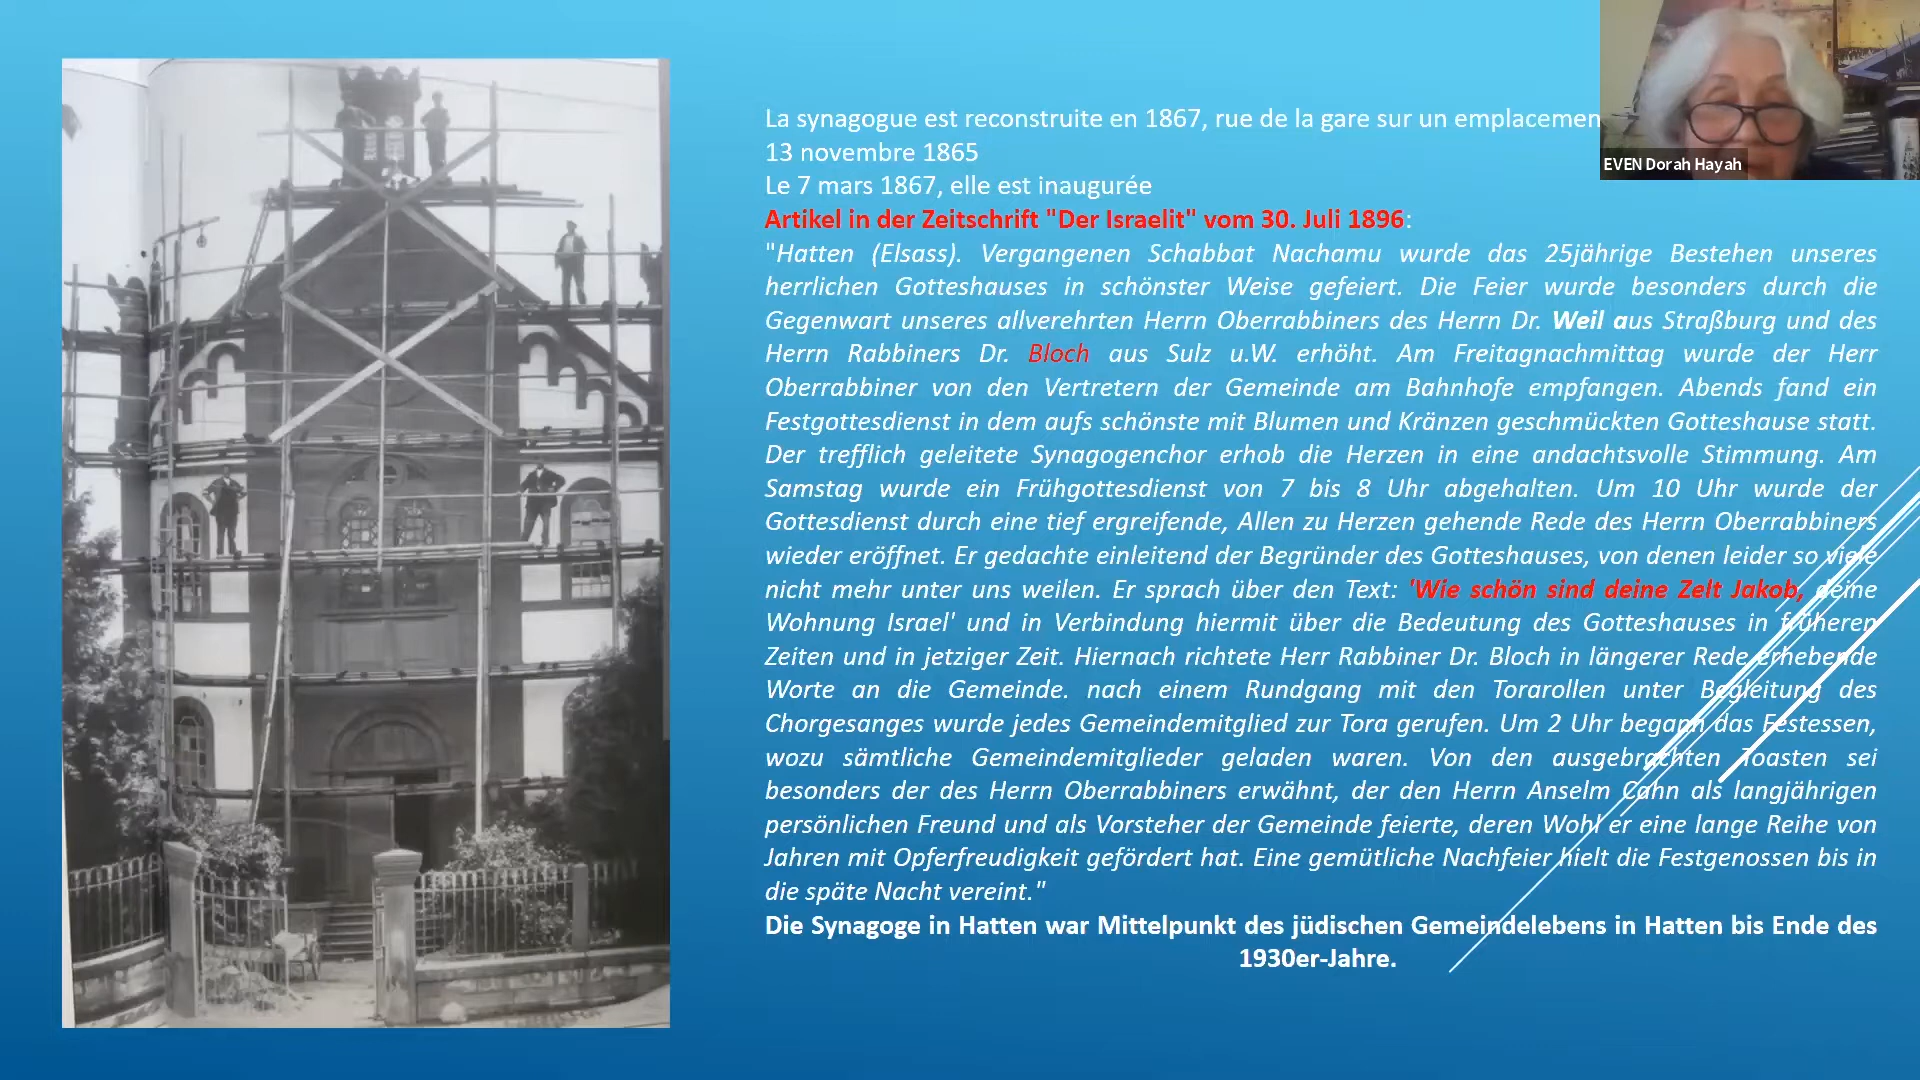 La synagogue est reconstruite en 1867, rue de la gare sur un emplacemen
13 novembre 1865
Le 7 mars 1867, elle est inaugurée
Artikel in der Zeitschrift "Der Israelit" vom 30. Juli 1896:
"Hatten (Elsass). Vergangenen Schabbat Nachamu wurde das 25jährige Bestehen unseres
herrlichen Gotteshauses in schönster Weise gefeiert. Die Feier wurde besonders durch die
Gegenwart unseres allverehrten Herrn Oberrabbiners des Herrn Dr. Weil aus Straßburg und des
Herrn Rabbiners Dr. Bloch aus Sulz u.W. erhöht. Am Freitagnachmittag wurde der Herr
Oberrabbiner von den Vertretern der Gemeinde am Bahnhofe empfangen. Abends fand ein
Festgottesdienst in dem aufs schönste mit Blumen und Kränzen geschmückten Gotteshause statt.
Der trefflich geleitete Synagogenchor erhob die Herzen in eine andachtsvolle Stimmung. Am
Samstag wurde ein Frühgottesdienst von 7 bis 8 Uhr abgehalten. Um 10 Uhr wurde der
Gottesdienst durch eine tief ergreifende, Allen zu Herzen gehende Rede des Herrn Oberrabbiners
wieder eröffnet. Er gedachte einleitend der Begründer des Gotteshauses, von denen leider so viele
nicht mehr unter uns weilen. Er sprach über den Text: 'Wie schön sind deine Zelt Jakob, deine
Wohnung Israel' und in Verbindung hiermit über die Bedeutung des Gotteshauses in früheren
Zeiten und in jetziger Zeit. Hiernach richtete Herr Rabbiner Dr. Bloch in längerer Rede erhebende
Worte an die Gemeinde. nach einem Rundgang mit den Torarollen unter Begleitung des
Chorgesanges wurde jedes Gemeindemitglied zur Tora gerufen. Um 2 Uhr begann das Festessen,
wozu sämtliche Gemeindemitglieder geladen waren. Von den ausgebrachten Toasten sei
besonders der des Herrn Oberrabbiners erwähnt, der den Herrn Anselm Cahn als langjährigen
persönlichen Freund und als Vorsteher der Gemeinde feierte, deren Wohl er eine lange Reihe von
Jahren mit Opferfreudigkeit gefördert hat. Eine gemütliche Nachfeier hielt die Festgenossen bis in
die späte Nacht vereint."
Die Synagoge in Hatten war Mittelpunkt des jüdischen Gemeindelebens in Hatten bis Ende des
1930er-Jahre.
EVEN Dorah Hayah